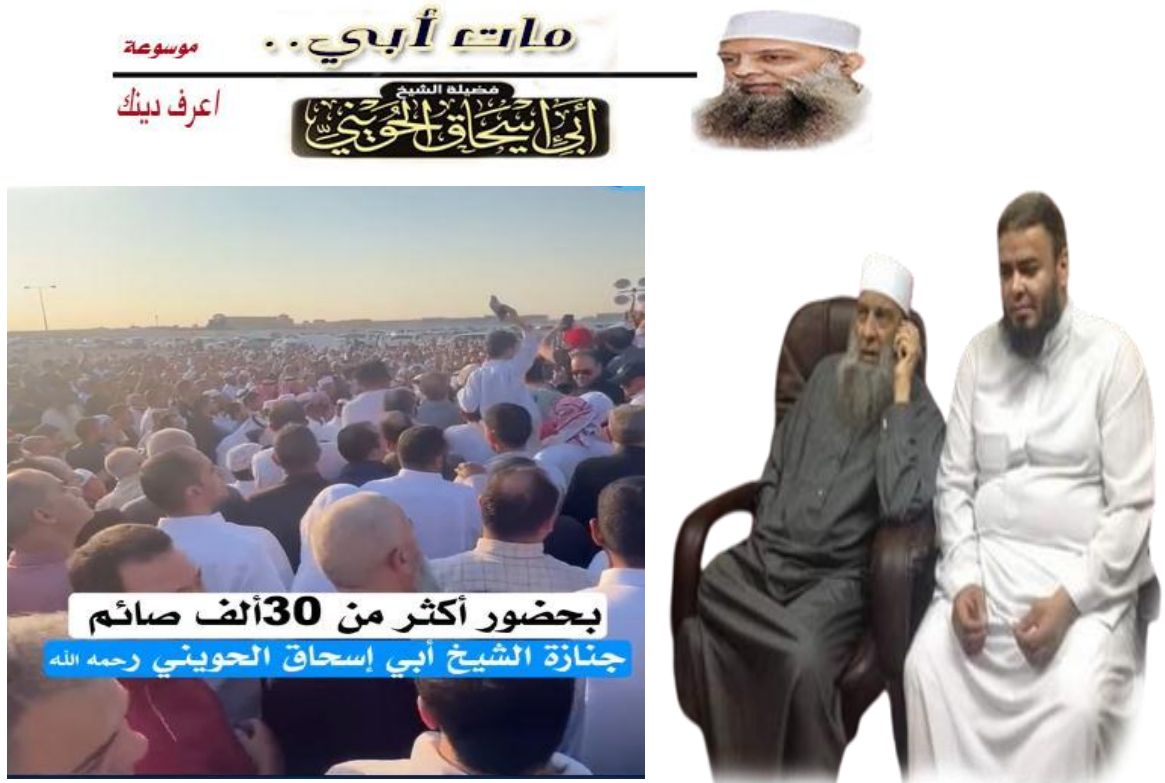 موسوعة
مات أبي..
اعرف دينك
فضيلة الشيخ
أبي إسحاق الحويني
بحضور أكثر من 30ألف صائم
جنازة الشيخ أبي إسحاق الحويني رحمه الله